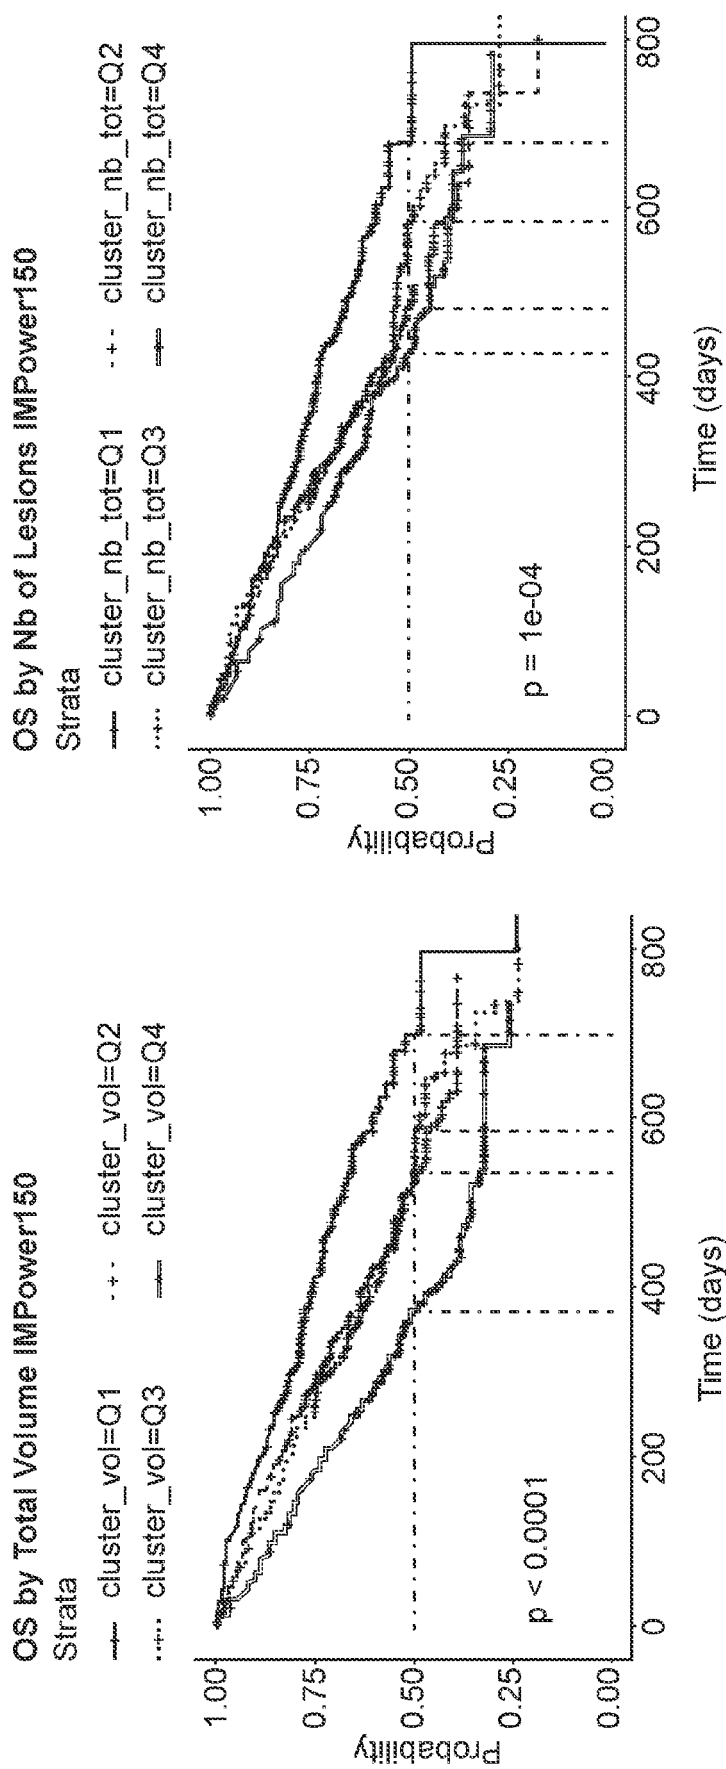 OS by Total Volume IMPower150
Strata
cluster_vol=Q1
cluster_vol=Q2
cluster_vol=Q3
cluster_vol=Q4
1.00
0.75
0.50
0.25
0.00
Probability
p < 0.0001
0
200
400
600
800
Time (days)
OS by Nb of Lesions IMPower150
Strata
cluster_nb_tot=Q1
cluster_nb_tot=Q2
cluster_nb_tot=Q3
cluster_nb_tot=Q4
1.00
0.75
0.50
0.25
0.00
Probability
p = 1e-04
0
200
400
600
800
Time (days)